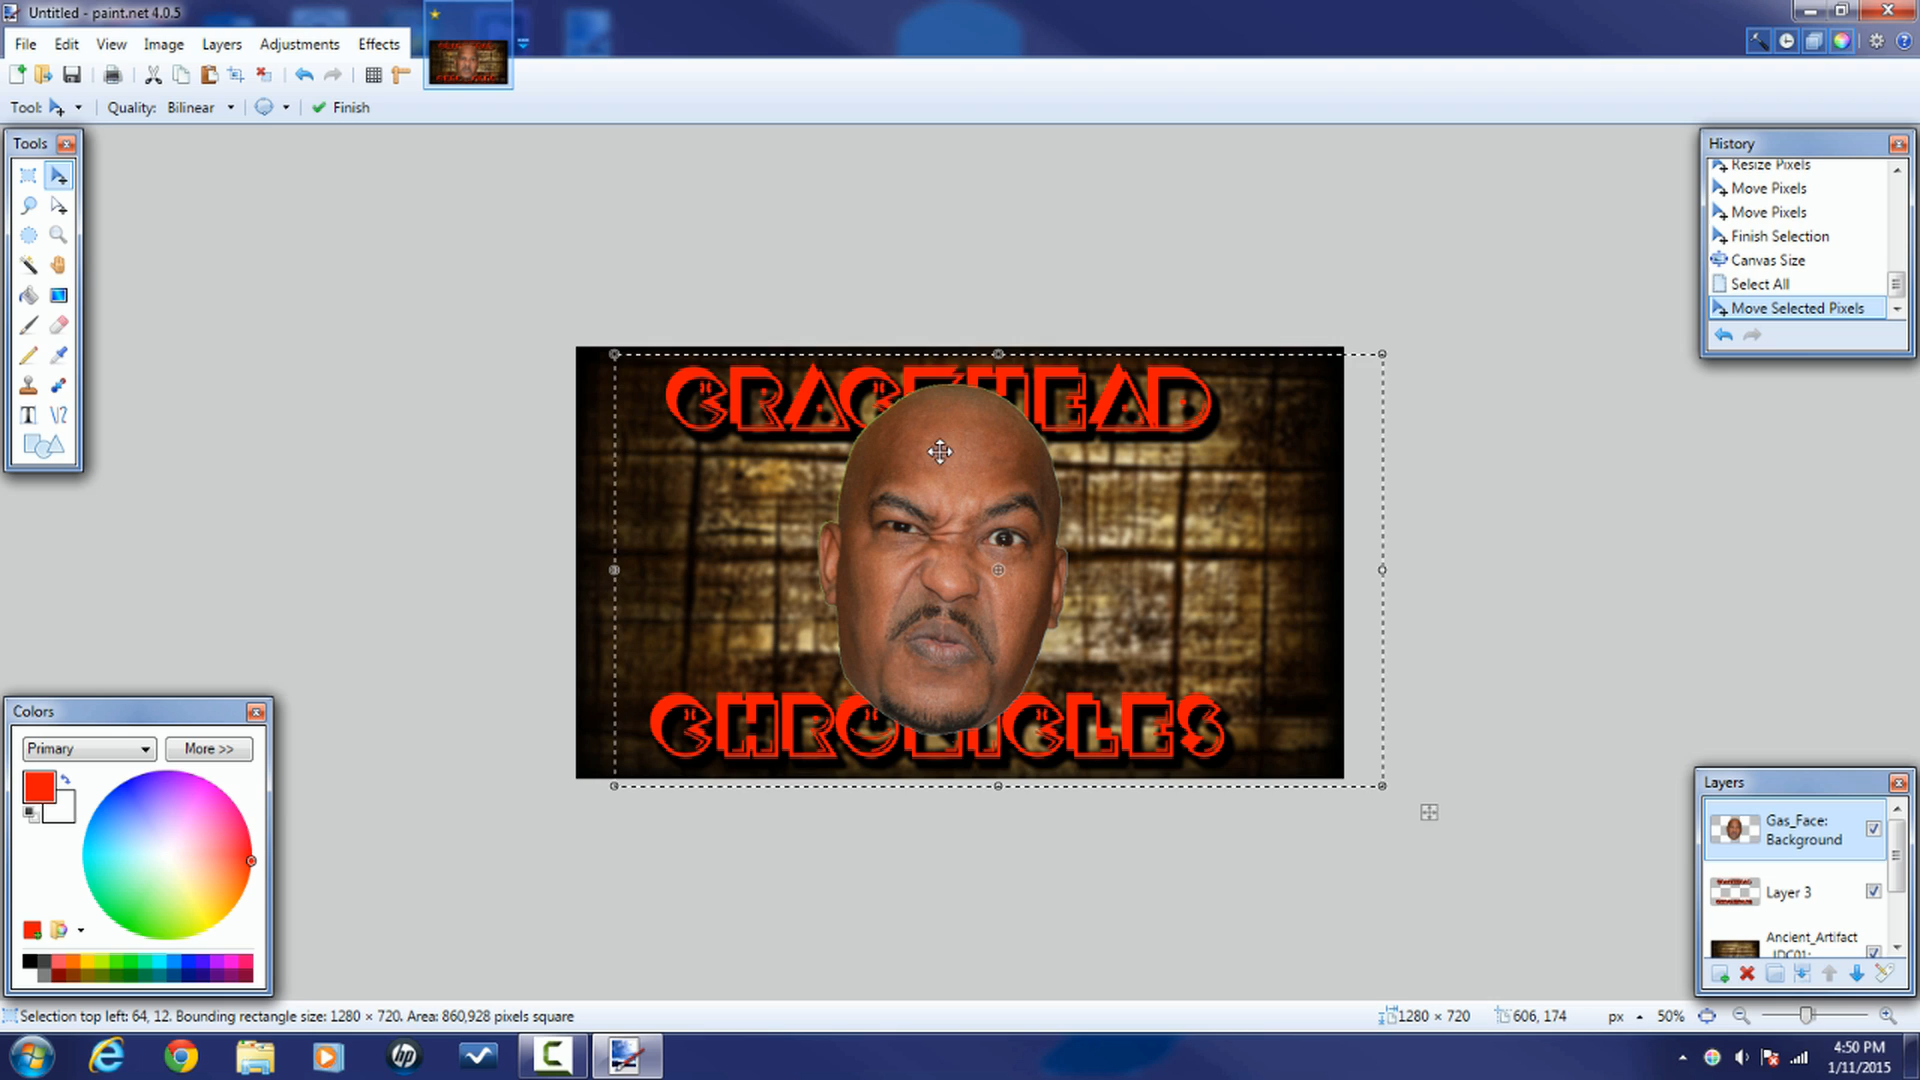 Untitled - paint.net 4.0.5
File Edit View Image Layers Adjustments Effects
Tool: Quality: Bilinear Finish
Tools
History
Resize Pixels
Move Pixels
Move Pixels
Finish Selection
Canvas Size
Select All
Move Selected Pixels
CHRONICLES
Colors
Primary More >>
Layers
Gas_Face:
Background
Layer 3
Ancient_Artifact
_IDC01:
Selection top left: 64, 12. Bounding rectangle size: 1280 × 720. Area: 860,928 pixels square
1280 × 720 606, 174 px 50%
hp
4:50 PM
1/11/2015